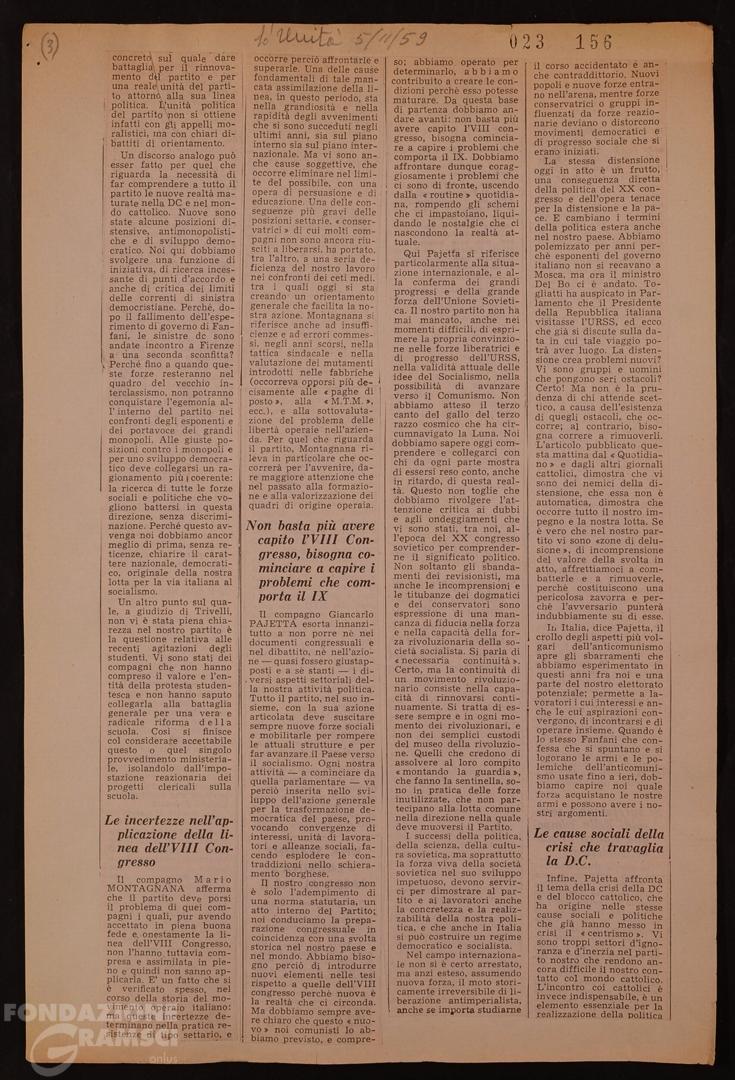 (3)
l'Unità 5/11/59
023 156
concreto sul quale dare
battaglia per il rinnova-
mento del partito e per
una reale unità del parti-
to attorno alla sua linea
politica. L'unità politica
del partito non si ottiene
infatti con gli appelli mo-
ralistici, ma con chiari di-
battiti di orientamento.
Un discorso analogo può
esser fatto per quel che
riguarda la necessità di
far comprendere a tutto il
partito le nuove realtà ma-
turate nella DC e nel mon-
do cattolico. Nuove sono
state alcune posizioni di-
stensive, antimonopolisti-
che e di sviluppo demo-
cratico. Noi qui dobbiamo
svolgere una funzione di
iniziativa, di ricerca inces-
sante di punti d'accordo e
anche di critica dei limiti
delle correnti di sinistra
democristiane. Perchè, do-
po il fallimento dell'espe-
rimento di governo di Fan-
fani, le sinistre dc sono
andate incontro a Firenze
a una seconda sconfitta?
Perchè fino a quando que-
ste forze resteranno nel
quadro del vecchio in-
terclassismo, non potranno
conquistare l'egemonia al-
l'interno del partito nei
confronti degli esponenti e
dei portavoce dei grandi
monopoli. Alle giuste po-
sizioni contro i monopoli e
per uno sviluppo democra-
tico deve collegarsi un ra-
gionamento più coerente:
la ricerca di tutte le forze
sociali e politiche che vo-
gliono battersi in questa
direzione, senza discrimi-
nazione. Perchè questo av-
venga noi dobbiamo ancor
meglio di prima, senza re-
ticenze, chiarire il carat-
tere nazionale, democrati-
co, originale della nostra
lotta per la via italiana al
socialismo.
Un altro punto sul qua-
le, a giudizio di Trivelli,
non vi è stata piena chia-
rezza nel nostro partito è
la questione relativa alle
recenti agitazioni degli
studenti. Vi sono stati dei
compagni che non hanno
compreso il valore e l'en-
tità della protesta studen-
tesca e non hanno saputo
collegarla alla battaglia
generale per una vera e
radicale riforma della
scuola. Così si finisce
col considerare accettabile
questo o quel singolo
provvedimento ministeria-
le, isolandolo dall'impo-
stazione reazionaria dei
progetti clericali sulla
scuola.
Le incertezze nell'ap-
plicazione della li-
nea dell'VIII Con-
gresso
Il compagno Mario
MONTAGNANA afferma
che il partito deve porsi
il problema di quei com-
pagni i quali, pur avendo
accettato in piena buona
fede e onestamente la li-
nea dell'VIII Congresso,
non l'hanno tuttavia com-
presa e assimilata in pie-
no e quindi non sanno ap-
plicarla. E' un fatto che si
è verificato spesso, nel
corso della storia del mo-
vimento operaio italiano:
incertezze de-
terminano nella pratica re-
sistenze di tipo settario, e
occorre perciò affrontarle e
superarle. Una delle cause
fondamentali di tale man-
cata assimilazione della li-
nea, in questo periodo, sta
nella grandiosità e nella
rapidità degli avvenimenti
che si sono succeduti negli
ultimi anni, sia sul piano
interno sia sul piano inter-
nazionale. Ma vi sono an-
che cause soggettive, che
occorre eliminare nel limi-
te del possibile, con una
opera di persuasione e di
educazione. Una delle con-
seguenze più gravi delle
posizioni settarie, « conser-
vatrici » di cui molti com-
pagni non sono ancora riu-
sciti a liberarsi, ha portato,
tra l'altro, a una seria de-
ficienza del nostro lavoro
nei confronti dei ceti medi,
tra i quali oggi si sta
creando un orientamento
generale che facilita la no-
stra azione. Montagnana si
riferisce anche ad insuffi-
cienze e ad errori commes-
si, negli anni scorsi, nella
tattica sindacale e nella
valutazione dei mutamenti
introdotti nelle fabbriche
(occorreva opporsi più de-
cisamente alle « paghe di
posto », alla « M.T.M. »,
ecc.), e alla sottovaluta-
zione del problema delle
libertà operaie nell'azien-
da. Per quel che riguarda
il partito, Montagnana ri-
leva in particolare che oc-
correrà per l'avvenire, da-
re maggiore attenzione che
nel passato alla formazio-
ne e alla valorizzazione dei
quadri di origine operaia.
Non basta più avere
capito l'VIII Con-
gresso, bisogna co-
minciare a capire i
problemi che com-
porta il IX
Il compagno Giancarlo
PAJETTA esorta innanzi-
tutto a non porre nè nei
documenti congressuali e
nel dibattito, nè nell'azio-
ne — quasi fossero giustap-
posti e a sè stanti — i di-
versi aspetti settoriali del-
la nostra attività politica.
Tutto il partito, nel suo in-
sieme, con la sua azione
articolata deve suscitare
sempre nuove forze sociali
e mobilitarle per rompere
le attuali strutture e per
far avanzare il Paese verso
il socialismo. Ogni nostra
attività — a cominciare da
quella parlamentare — va
perciò inserita nello svi-
luppo dell'azione generale
per la trasformazione de-
mocratica del paese, pro-
vocando convergenze di
interessi, unità di lavora-
tori e alleanze sociali, fa-
cendo esplodere le con-
traddizioni nello schiera-
mento borghese.
Il nostro congresso non
è solo l'adempimento di
una norma statutaria, un
atto interno del Partito;
noi conduciamo la prepa-
razione congressuale in
coincidenza con una svolta
storica nel nostro paese e
nel mondo. Abbiamo biso-
gno perciò di introdurre
nuovi elementi nelle tesi
rispetto a quelle dell'VIII
congresso perchè nuova è
la realtà che ci circonda.
Ma dobbiamo sempre ave-
re chiaro che questo « nuo-
vo » noi comunisti lo ab-
biamo previsto, e compre-
so; abbiamo operato per
determinarlo, abbiamo
contribuito a creare le con-
dizioni perchè esso potesse
maturare. Da questa base
di partenza dobbiamo an-
dare avanti: non basta più
avere capito l'VIII con-
gresso, bisogna comincia-
re a capire i problemi che
comporta il IX. Dobbiamo
affrontare dunque corag-
giosamente i problemi che
ci sono di fronte, uscendo
dalla « routine » quotidia-
na, rompendo gli schemi
che ci impastoiano, liqui-
dando le nostalgie che ci
nascondono la realtà at-
tuale.
Qui Pajetta si riferisce
particolarmente alla situa-
zione internazionale, e al-
la conferma dei grandi
progressi e della grande
forza dell'Unione Sovieti-
ca. Il nostro partito non ha
mai mancato, anche nei
momenti difficili, di espri-
mere la propria convinzio-
ne nelle forze liberatrici e
di progresso dell'URSS,
nella validità attuale delle
idee del Socialismo, nella
possibilità di avanzare
verso il Comunismo. Non
abbiamo atteso il terzo
canto del gallo del terzo
razzo cosmico che ha cir-
cumnavigato la Luna. Noi
dobbiamo sapere oggi com-
prendere e collegarci con
chi da ogni parte mostra
di essersi reso conto, anche
in ritardo, di questa real-
tà. Questo non toglie che
dobbiamo rivolgere l'at-
tenzione critica ai dubbi
e agli ondeggiamenti che
vi sono stati, tra noi, al-
l'epoca del XX congresso
sovietico per comprender-
ne il significato politico.
Non soltanto gli sbanda-
menti dei revisionisti, ma
anche le incomprensioni e
le titubanze dei dogmatici
e dei conservatori sono
espressione di una man-
canza di fiducia nella forza
e nella capacità della for-
za rivoluzionaria della so-
cietà socialista. Si parla di
« necessaria continuità ».
Certo, ma la continuità di
un movimento rivoluzio-
nario consiste nella capa-
cità di rinnovarsi conti-
nuamente. Si tratta di es-
sere sempre e in ogni mo-
mento dei rivoluzionari, e
non dei semplici custodi
del museo della rivoluzio-
ne. Quelli che credono di
assolvere al loro compito
« montando la guardia »,
che fanno la sentinella, so-
no in pratica delle forze
inutilizzate, che non par-
tecipano alla lotta comune
nella direzione nella quale
deve muoversi il Partito.
I successi della politica,
della scienza, della cultu-
ra sovietica, ma soprattutto
la forza viva della società
sovietica nel suo sviluppo
impetuoso, devono servir-
ci per dimostrare al par-
tito e ai lavoratori anche
la concretezza e la realiz-
zabilità della nostra poli-
tica, e che anche in Italia
si può costruire un regime
democratico e socialista.
Nel campo internaziona-
le non si è certo arrestato,
ma anzi esteso, assumendo
nuova forza, il moto stori-
camente irreversibile di li-
berazione antimperialista,
anche se importa studiarne
il corso accidentato e an-
che contraddittorio. Nuovi
popoli e nuove forze entra-
no nell'arena, mentre forze
conservatrici o gruppi in-
fluenzati da forze reazio-
narie deviano o distorcono
movimenti democratici e
di progresso sociale che si
erano iniziati.
La stessa distensione
oggi in atto è un frutto,
una conseguenza diretta
della politica del XX con-
gresso e dell'opera tenace
per la distensione e la pa-
ce. E cambiano i termini
della politica estera anche
nel nostro paese. Abbiamo
polemizzato per anni per-
chè esponenti del governo
italiano non si recavano a
Mosca, ma ora il ministro
Del Bo ci è andato. To-
gliatti ha auspicato in Par-
lamento che il Presidente
della Repubblica italiana
visitasse l'URSS, ed ecco
che già si discute sulla da-
ta in cui tale viaggio po-
trà aver luogo. La disten-
sione crea problemi nuovi?
Vi sono gruppi e uomini
che pongono seri ostacoli?
Certo! Ma non è la pru-
denza di chi attende scet-
tico, a causa dell'esistenza
di quegli ostacoli, che oc-
corre; al contrario, biso-
gna correre a rimuoverli.
L'articolo pubblicato que-
sta mattina dal « Quotidia-
no » e dagli altri giornali
cattolici, dimostra che vi
sono dei nemici della di-
stensione, che essa non è
automatica, dimostra che
occorre tutto il nostro im-
pegno e la nostra lotta. Se
è vero che nel nostro par-
tito vi sono « zone di delu-
sione », di incomprensione
del valore della svolta in
atto, affrettiamoci a com-
batterle e a rimuoverle,
perchè costituiscono una
pericolosa zavorra e per-
chè l'avversario punterà
indubbiamente su di esse.
In Italia, dice Pajetta, il
crollo degli aspetti più vol-
gari dell'anticomunismo
apre gli sbarramenti che
abbiamo esperimentato in
questi anni fra noi e una
parte del nostro elettorato
potenziale; permette a la-
voratori i cui interessi e an-
che le cui aspirazioni con-
vergono, di incontrarsi e di
operare insieme. Quando è
lo stesso Fanfani che con-
fessa che si spuntano e si
logorano le armi e le po-
lemiche dell'anticomuni-
smo usate fino a ieri, dob-
biamo capire noi quale
forza acquistano le nostre
armi e possono avere i no-
stri argomenti.
Le cause sociali della
crisi che travaglia
la D.C.
Infine, Pajetta affronta
il tema della crisi della DC
e del blocco cattolico, che
ha origine nelle stesse
cause sociali e politiche
che già hanno messo in
crisi il « centrismo ». Vi
sono troppi settori d'igno-
ranza e d'inerzia nel parti-
to nostro che rendono an-
cora difficile il nostro con-
tatto col mondo cattolico.
L'incontro coi cattolici è
invece indispensabile, è un
elemento essenziale per la
realizzazione della politica
FONDAZIONE
GRAMSCI
onlus